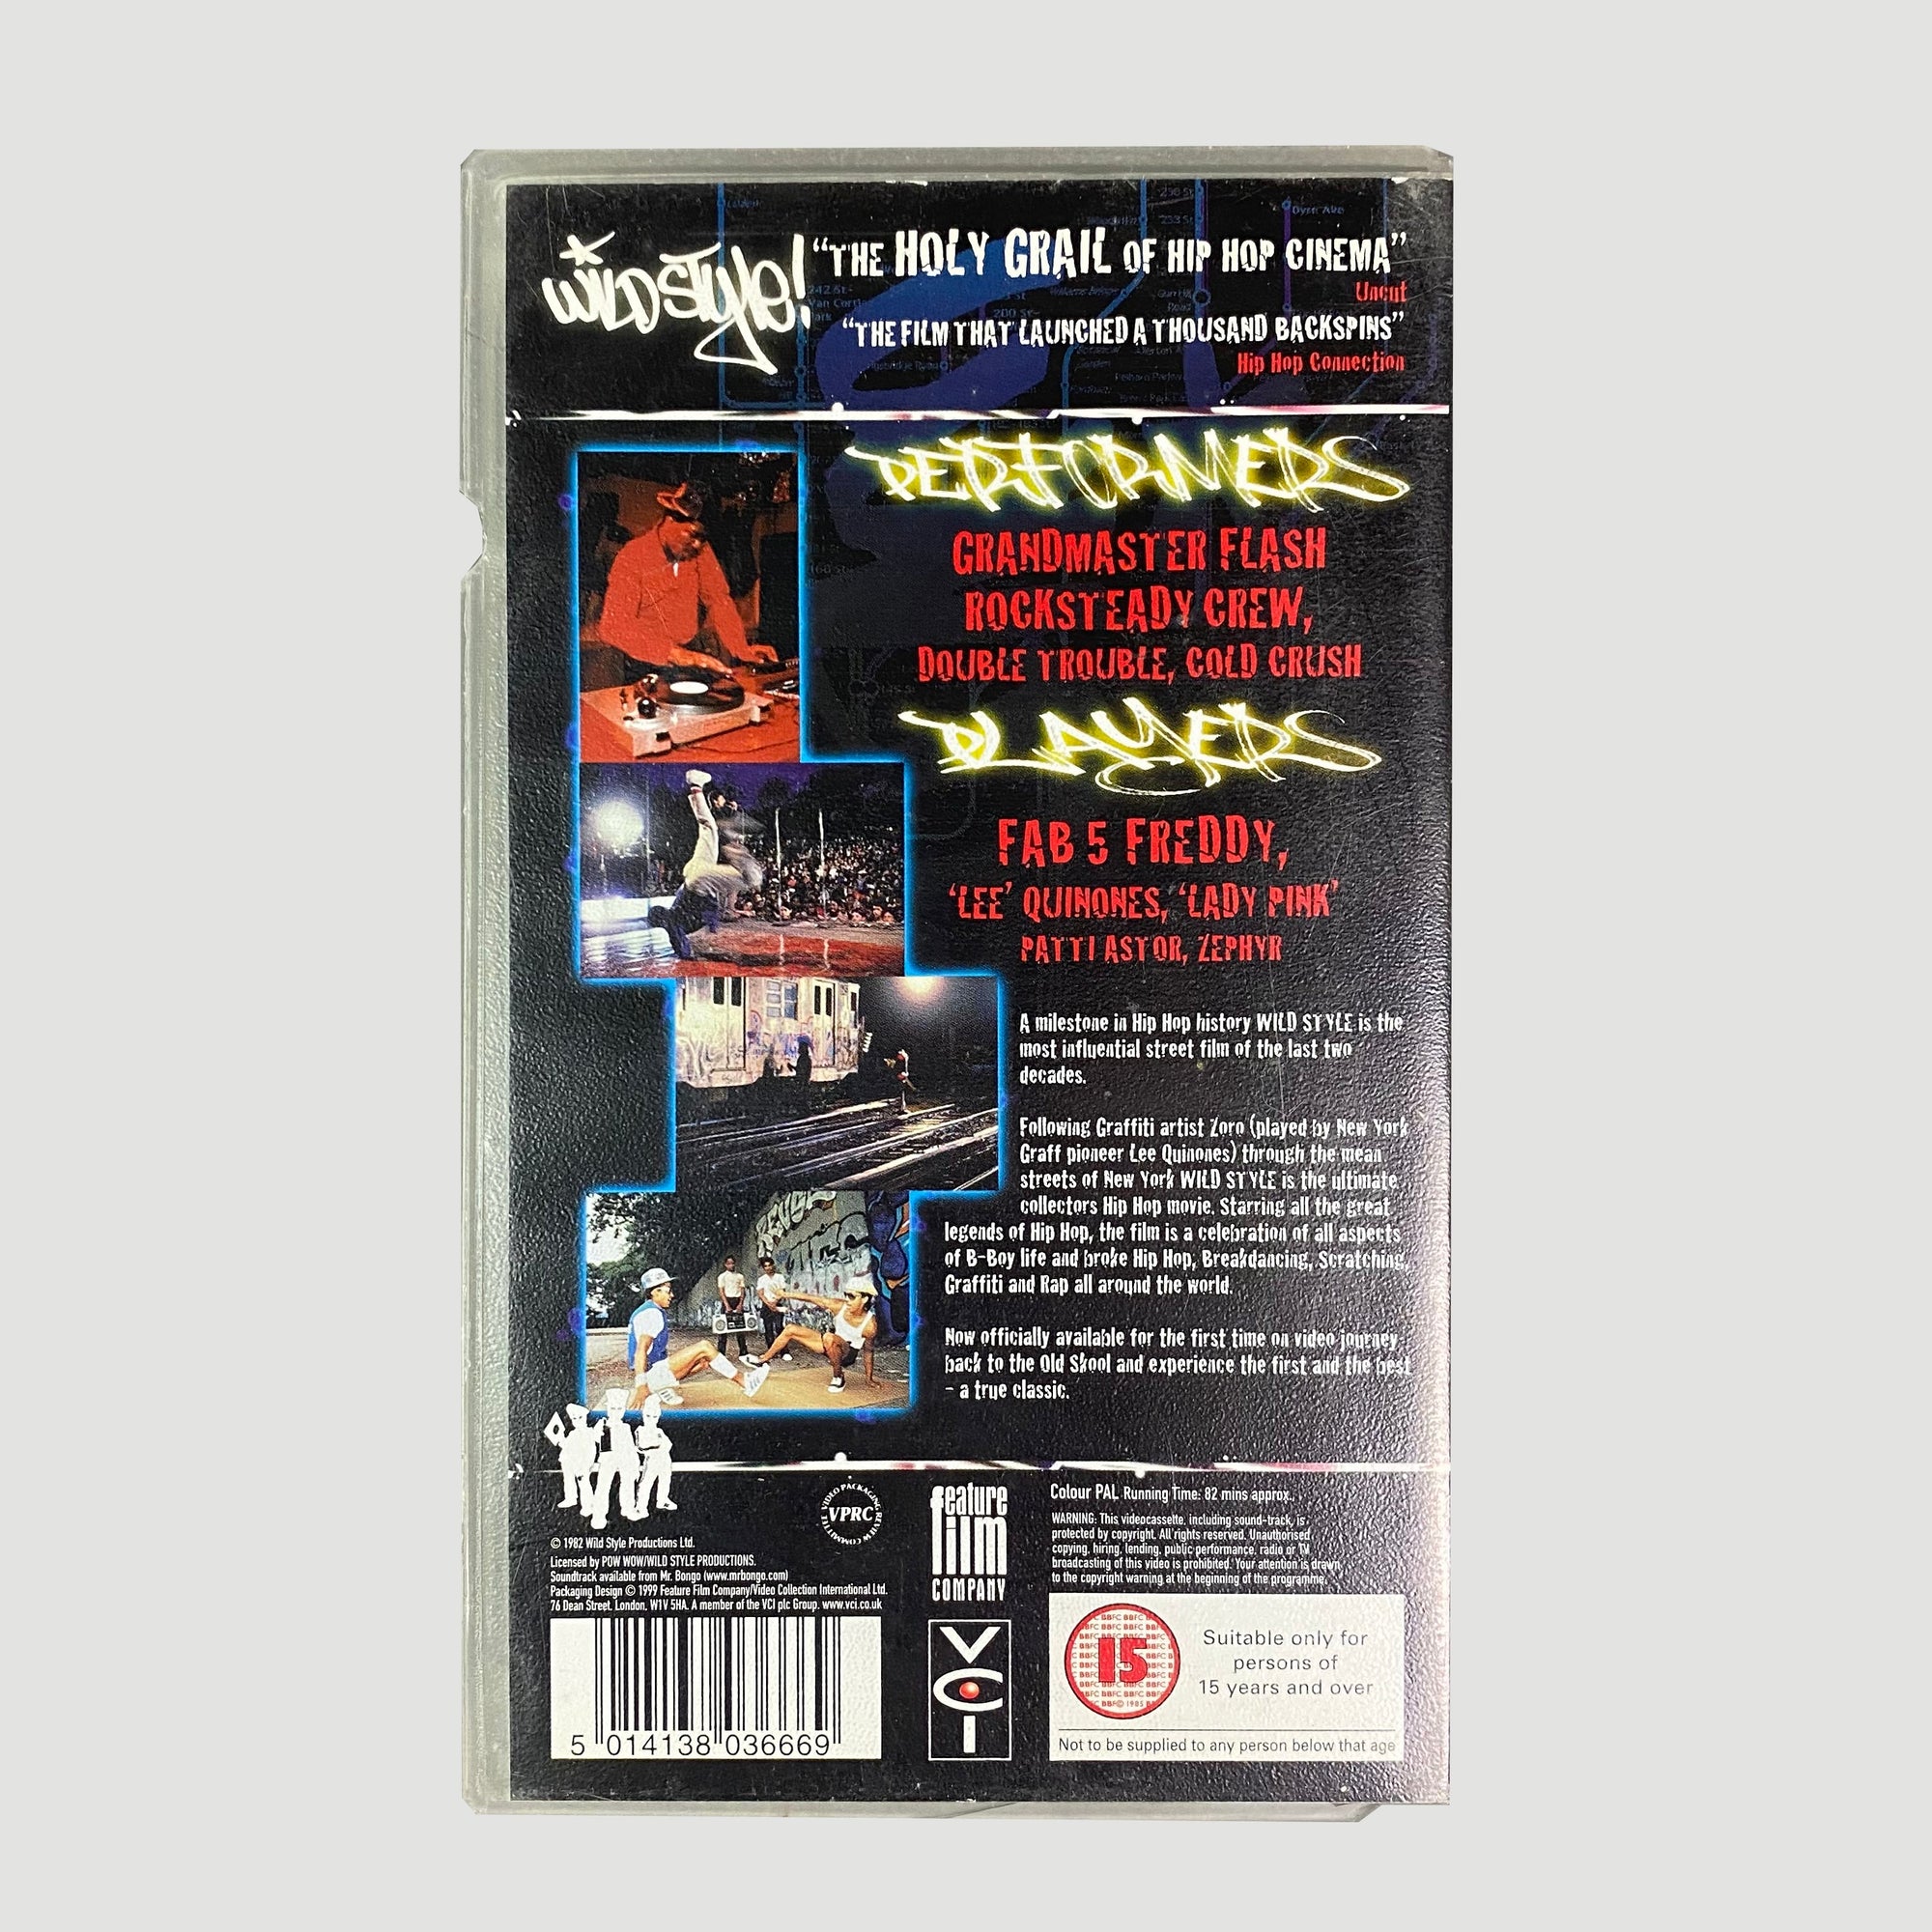 wild style!
“THE HOLY GRAIL OF HIP HOP CINEMA”
Uncut
“THE FILM THAT LAUNCHED A THOUSAND BACKSPINS”
Hip Hop Connection
PERFORMERS
GRANDMASTER FLASH
ROCKSTEADY CREW,
DOUBLE TROUBLE, COLD CRUSH
PLAYERS
FAB 5 FREDDY,
‘LEE’ QUINONES, ‘LADY PINK’
PATTI ASTOR, ZEPHYR
A milestone in Hip Hop history WILD STYLE is the
most influential street film of the last two
decades.
Following Graffiti artist Zoro (played by New York
Graff pioneer Lee Quinones) through the mean
streets of New York WILD STYLE is the ultimate
collectors Hip Hop movie. Starring all the great
legends of Hip Hop, the film is a celebration of all aspects
of B-Boy life and broke Hip Hop, Breakdancing, Scratching,
Graffiti and Rap all around the world.
Now officially available for the first time on video journey
back to the Old Skool and experience the first and the best
- a true classic.
© 1982 Wild Style Productions Ltd.
Licensed by POW WOW/WILD STYLE PRODUCTIONS.
Soundtrack available from Mr. Bongo (www.mrbongo.com)
Packaging Design © 1999 Feature Film Company/Video Collection International Ltd.
76 Dean Street. London. W1V 5HA. A member of the VCI plc Group. www.vci.co.uk
5 014138 036669
VIDEO PACKAGING REVIEW COMMITTEE
VPRC
feature
film
COMPANY
VCI
Colour PAL Running Time: 82 mins approx.
WARNING: This videocassette, including sound-track, is
protected by copyright. All rights reserved. Unauthorised
copying, hiring, lending, public performance, radio or TV
broadcasting of this video is prohibited. Your attention is drawn
to the copyright warning at the beginning of the programme.
15
Suitable only for
persons of
15 years and over
Not to be supplied to any person below that age